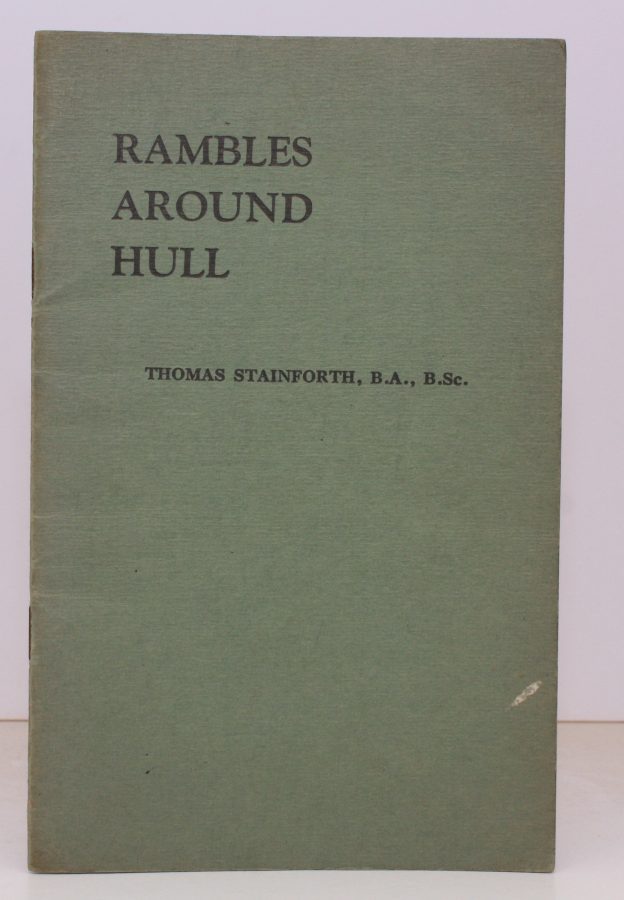 RAMBLES
AROUND
HULL
THOMAS STAINFORTH, B.A., B.Sc.